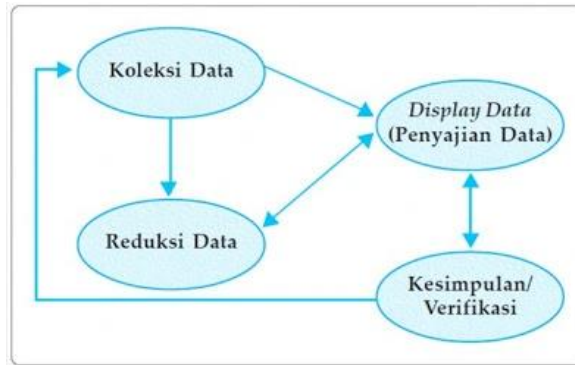 Koleksi Data
Display Data
(Penyajian Data)
Reduksi Data
Kesimpulan/
Verifikasi